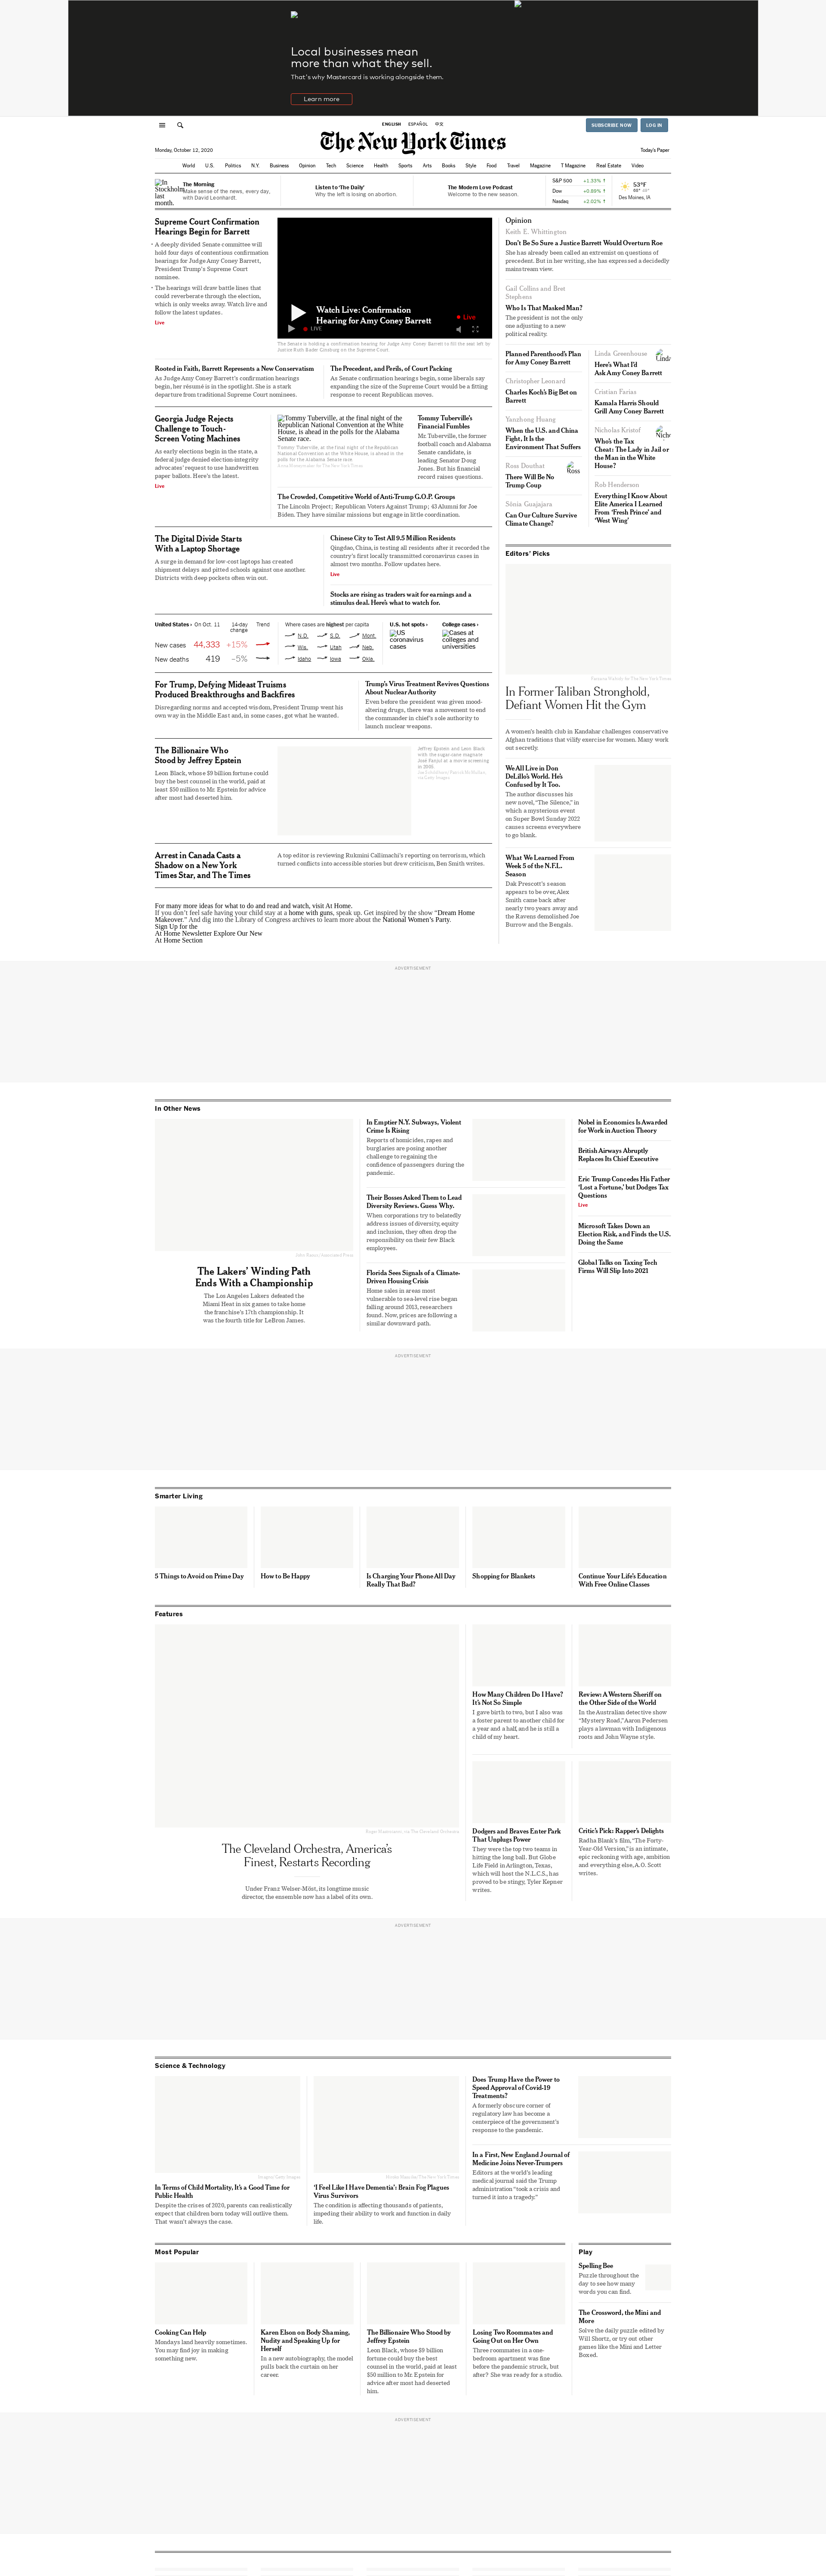 Local businesses mean
more than what they sell.
That's why Mastercard is working alongside them.
Learn more
ENGLISH ESPAÑOL 中文
SUBSCRIBE NOW LOG IN
The New York Times
Monday, October 12, 2020
Today's Paper
World U.S. Politics N.Y. Business Opinion Tech Science Health Sports Arts Books Style Food Travel Magazine T Magazine Real Estate Video
In
Stockholm
last
month.
The Morning
Make sense of the news, every day,
with David Leonhardt.
Listen to 'The Daily'
Why the left is losing on abortion.
The Modern Love Podcast
Welcome to the new season.
S&P 500 +1.33% ↑
Dow +0.89% ↑
Nasdaq +2.02% ↑
53°F
Des Moines, IA
Supreme Court Confirmation
Hearings Begin for Barrett
A deeply divided Senate committee will
hold four days of contentious confirmation
hearings for Judge Amy Coney Barrett,
President Trump's Supreme Court
nominee.
The hearings will draw battle lines that
could reverberate through the election,
which is only weeks away. Watch live and
follow the latest updates.
Live
Watch Live: Confirmation
Hearing for Amy Coney Barrett
Live
LIVE
The Senate is holding a confirmation hearing for Judge Amy Coney Barrett to fill the seat left by
Justice Ruth Bader Ginsburg on the Supreme Court.
Rooted in Faith, Barrett Represents a New Conservatism
As Judge Amy Coney Barrett's confirmation hearings
begin, her past is in the spotlight. She is a stark
departure from traditional Supreme Court nominees.
The Precedent, and Perils, of Court Packing
As Senate confirmation hearings begin, some liberals say
expanding the size of the Supreme Court would be a fitting
response to recent Republican moves.
Georgia Judge Rejects
Challenge to Touch-
Screen Voting Machines
As early elections begin in the state, a
federal judge denied election integrity
advocates' request to use handwritten
paper ballots. Here's the latest.
Live
Tommy Tuberville, at the final night of the
Republican National Convention at the White
House, is ahead in the polls for the Alabama
Senate race.
Tommy Tuberville, at the final night of the Republican
National Convention at the White House, is ahead in the
polls for the Alabama Senate race.
Anna Moneymaker for The New York Times
Tommy Tuberville's
Financial Fumbles
Mr. Tuberville, the former
football coach and Alabama
Senate candidate, is
emulating Senator Doug
Jones. But his financial
record raises questions.
The Crowded, Competitive World of Anti-Trump G.O.P. Groups
The Lincoln Project; Republican Voters Against Trump; 43 Alumni for Joe
Biden. They have similar missions but engage in little coordination.
The Digital Divide Starts
With a Laptop Shortage
A surge in demand for low-cost laptops has created
shipment delays and pitted schools against one another.
Districts with deep pockets often win out.
Chinese City to Test All 9.5 Million Residents
Qingdao, China, is testing all residents after it recorded the
country's first locally transmitted coronavirus cases in
almost two months. Follow updates here.
Live
Stocks are rising as traders wait for earnings and a
stimulus deal. Here's what to watch for.
United States › On Oct. 11 14-day
change Trend
New cases 44,333 +15%
New deaths 419 –5%
Where cases are highest per capita
N.D. S.D. Mont.
Wis. Utah Neb.
Idaho Iowa Okla.
U.S. hot spots ›
US
coronavirus
cases
College cases ›
Cases at
colleges and
universities
For Trump, Defying Mideast Truisms
Produced Breakthroughs and Backfires
Disregarding norms and accepted wisdom, President Trump went his
own way in the Middle East and, in some cases, got what he wanted.
Trump's Virus Treatment Revives Questions
About Nuclear Authority
Even before the president was given mood-
altering drugs, there was a movement to end
the commander in chief's sole authority to
launch nuclear weapons.
The Billionaire Who
Stood by Jeffrey Epstein
Leon Black, whose $9 billion fortune could
buy the best counsel in the world, paid at
least $50 million to Mr. Epstein for advice
after most had deserted him.
Jeffrey Epstein and Leon Black
with the sugar-cane magnate
Jose Fanjul at a movie screening
in 2005.
Arrest in Canada Casts a
Shadow on a New York
Times Star, and The Times
A top editor is reviewing Rukmini Callimachi's reporting on terrorism, which
turned conflicts into accessible stories but drew criticism, Ben Smith writes.
For many more ideas for what to do and read and watch, visit At Home.
If you don't feel safe having your child stay at a home with guns, speak up. Get inspired by the show "Dream Home
Makeover." And dig into the Library of Congress archives to learn more about the National Women's Party.
Sign Up for the
At Home Newsletter Explore Our New
At Home Section
Opinion
Keith E. Whittington
Don't Be So Sure a Justice Barrett Would Overturn Roe
She has already been called an extremist on questions of
precedent. But in her writing, she has expressed a decidedly
mainstream view.
Gail Collins and Bret
Stephens
Who Is That Masked Man?
The president is not the only
one adjusting to a new
political reality.
Planned Parenthood's Plan
for Amy Coney Barrett
Christopher Leonard
Charles Koch's Big Bet on
Barrett
Yanzhong Huang
When the U.S. and China
Fight, It Is the
Environment That Suffers
Ross Douthat
There Will Be No
Trump Coup
Ross
Sônia Guajajara
Can Our Culture Survive
Climate Change?
Linda Greenhouse
Here's What I'd
Ask Amy Coney Barrett
Linda
Cristian Farias
Kamala Harris Should
Grill Amy Coney Barrett
Nicholas Kristof
Who's the Tax
Cheat: The Lady in Jail or
the Man in the White
House?
Rob Henderson
Everything I Know About
Elite America I Learned
From 'Fresh Prince' and
'West Wing'
Editors' Picks
In Former Taliban Stronghold,
Defiant Women Hit the Gym
A women's health club in Kandahar challenges conservative
Afghan traditions that vilify exercise for women. Many work
out secretly.
We All Live in Don
DeLillo's World. He's
Confused by It Too.
The author discusses his
new novel, "The Silence," in
which a mysterious event
on Super Bowl Sunday 2022
causes screens everywhere
to go blank.
What We Learned From
Week 5 of the N.F.L.
Season
Dak Prescott's season
appears to be over, Alex
Smith came back after
nearly two years away and
the Ravens demolished Joe
Burrow and the Bengals.
ADVERTISEMENT
In Other News
The Lakers' Winding Path
Ends With a Championship
The Los Angeles Lakers defeated the
Miami Heat in six games to take home
the franchise's 17th championship. It
was the fourth title for LeBron James.
In Emptier N.Y. Subways, Violent
Crime Is Rising
Reports of homicides, rapes and
burglaries are posing another
challenge to regaining the
confidence of passengers during the
pandemic.
Their Bosses Asked Them to Lead
Diversity Reviews. Guess Why.
When corporations try to belatedly
address issues of diversity, equity
and inclusion, they often drop the
responsibility on their few Black
employees.
Florida Sees Signals of a Climate-
Driven Housing Crisis
Home sales in areas most
vulnerable to sea-level rise began
falling around 2013, researchers
found. Now, prices are following a
similar downward path.
Nobel in Economics Is Awarded
for Work in Auction Theory
British Airways Abruptly
Replaces Its Chief Executive
Eric Trump Concedes His Father
'Lost a Fortune,' but Dodges Tax
Questions
Live
Microsoft Takes Down an
Election Risk, and Finds the U.S.
Doing the Same
Global Talks on Taxing Tech
Firms Will Slip Into 2021
ADVERTISEMENT
Smarter Living
5 Things to Avoid on Prime Day
How to Be Happy
Is Charging Your Phone All Day
Really That Bad?
Shopping for Blankets
Continue Your Life's Education
With Free Online Classes
Features
The Cleveland Orchestra, America's
Finest, Restarts Recording
Under Franz Welser-Möst, its longtime music
director, the ensemble now has a label of its own.
How Many Children Do I Have?
It's Not So Simple
I gave birth to two, but I also was
a foster parent to another child for
a year and a half, and he is still a
child of my heart.
Review: A Western Sheriff on
the Other Side of the World
In the Australian detective show
"Mystery Road," Aaron Pedersen
plays a lawman with Indigenous
roots and John Wayne style.
Dodgers and Braves Enter Park
That Unplugs Power
They were the top two teams in
hitting the long ball. But Globe
Life Field in Arlington, Texas,
which will host the N.L.C.S., has
proved to be stingy, Tyler Kepner
writes.
Critic's Pick: Rapper's Delights
Radha Blank's film, "The Forty-
Year-Old Version," is an intimate,
epic reckoning with age, ambition
and everything else, A.O. Scott
writes.
ADVERTISEMENT
Science & Technology
In Terms of Child Mortality, It's a Good Time for
Public Health
Despite the crises of 2020, parents can realistically
expect that children born today will outlive them.
That wasn't always the case.
'I Feel Like I Have Dementia': Brain Fog Plagues
Virus Survivors
The condition is affecting thousands of patients,
impeding their ability to work and function in daily
life.
Does Trump Have the Power to
Speed Approval of Covid-19
Treatments?
A formerly obscure corner of
regulatory law has become a
centerpiece of the government's
response to the pandemic.
In a First, New England Journal of
Medicine Joins Never-Trumpers
Editors at the world's leading
medical journal said the Trump
administration "took a crisis and
turned it into a tragedy."
Most Popular
Cooking Can Help
Mondays land heavily sometimes.
You may find joy in making
something new.
Karen Elson on Body Shaming,
Nudity and Speaking Up for
Herself
In a new autobiography, the model
pulls back the curtain on her
career.
The Billionaire Who Stood by
Jeffrey Epstein
Leon Black, whose $9 billion
fortune could buy the best
counsel in the world, paid at least
$50 million to Mr. Epstein for
advice after most had deserted
him.
Losing Two Roommates and
Going Out on Her Own
Three roommates in a one-
bedroom apartment was fine
before the pandemic struck, but
after? She was ready for a studio.
Play
Spelling Bee
Puzzle throughout the
day to see how many
words you can find.
The Crossword, the Mini and
More
Solve the daily puzzle edited by
Will Shortz, or try out other
games like the Mini and Letter
Boxed.
ADVERTISEMENT